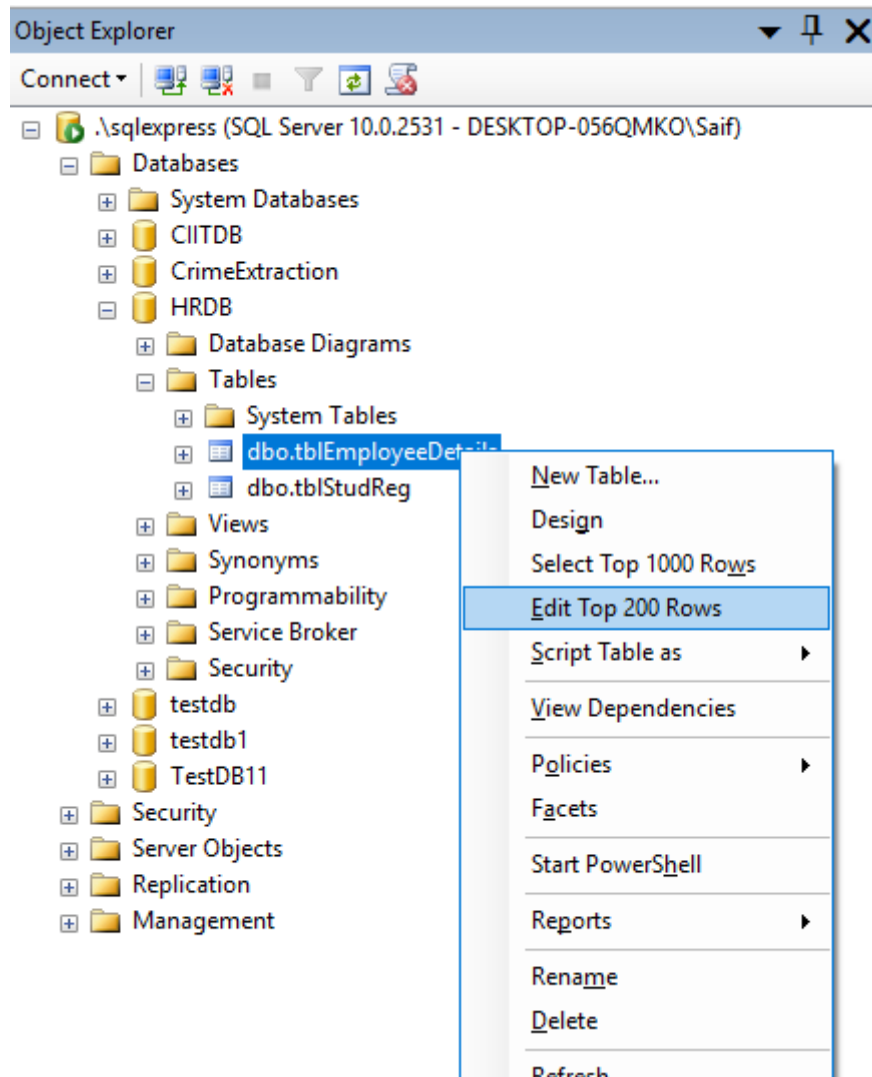 Object Explorer
Connect
.\sqlexpress (SQL Server 10.0.2531 - DESKTOP-056QMKO\Saif)
Databases
System Databases
CIITDB
CrimeExtraction
HRDB
Database Diagrams
Tables
System Tables
dbo.tblEmployeeDetails
dbo.tblStudReg
Views
Synonyms
Programmability
Service Broker
Security
testdb
testdb1
TestDB11
Security
Server Objects
Replication
Management
New Table...
Design
Select Top 1000 Rows
Edit Top 200 Rows
Script Table as
View Dependencies
Policies
Facets
Start PowerShell
Reports
Rename
Delete
Refresh